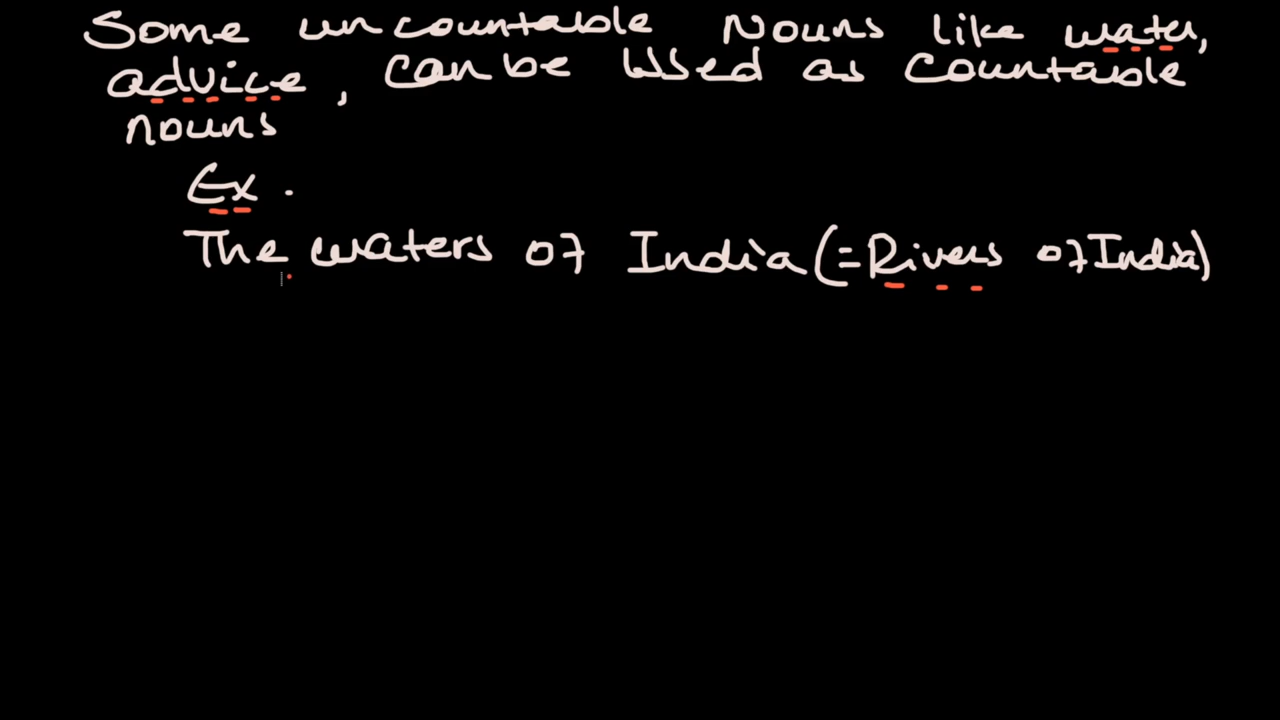 Some uncountable Nouns like water,
advice, can be Used as Countable
nouns
Ex.
The waters of India (=Rivers of India)